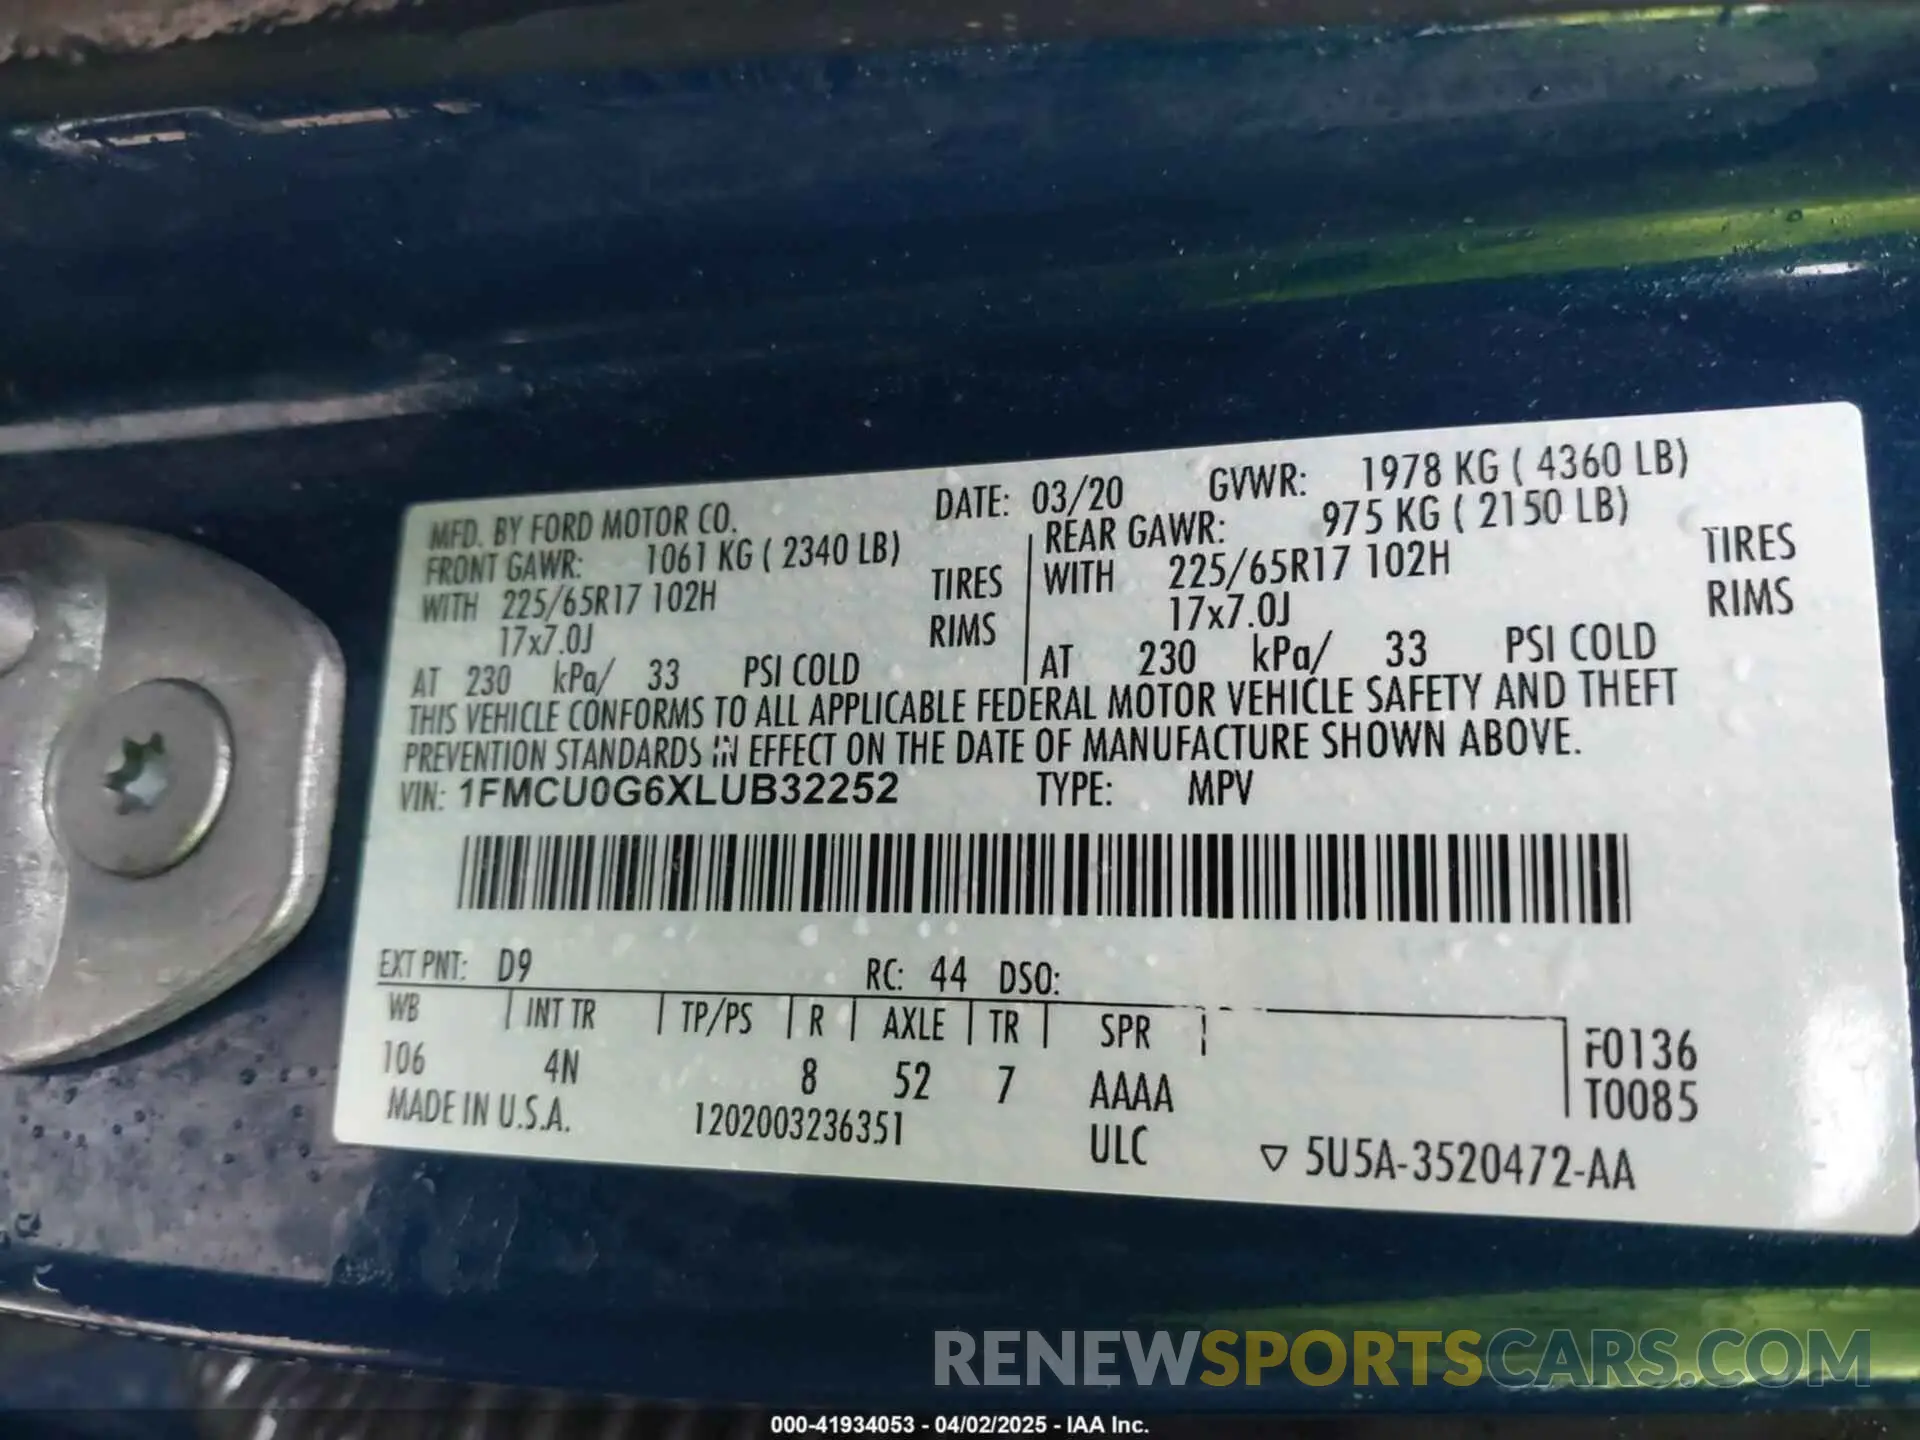 MFD. BY FORD MOTOR CO. DATE: 03/20 GVWR: 1978 KG ( 4360 LB)
FRONT GAWR: 1061 KG ( 2340 LB) REAR GAWR: 975 KG ( 2150 LB)
WITH 225/65R17 102H TIRES WITH 225/65R17 102H TIRES
17x7.0J RIMS 17x7.0J RIMS
AT 230 kPa/ 33 PSI COLD AT 230 kPa/ 33 PSI COLD
THIS VEHICLE CONFORMS TO ALL APPLICABLE FEDERAL MOTOR VEHICLE SAFETY AND THEFT
PREVENTION STANDARDS IN EFFECT ON THE DATE OF MANUFACTURE SHOWN ABOVE.
VIN: 1FMCU0G6XLUB32252 TYPE: MPV
EXT PNT: D9 RC: 44 DSO:
WB INT TR TP/PS R AXLE TR SPR F0136
106 4N 8 52 7 AAAA T0085
MADE IN U.S.A. 1202003236351 ULC ▽ 5U5A-3520472-AA
RENEWSPORTSCARS.COM
000-41934053 - 04/02/2025 - IAA Inc.